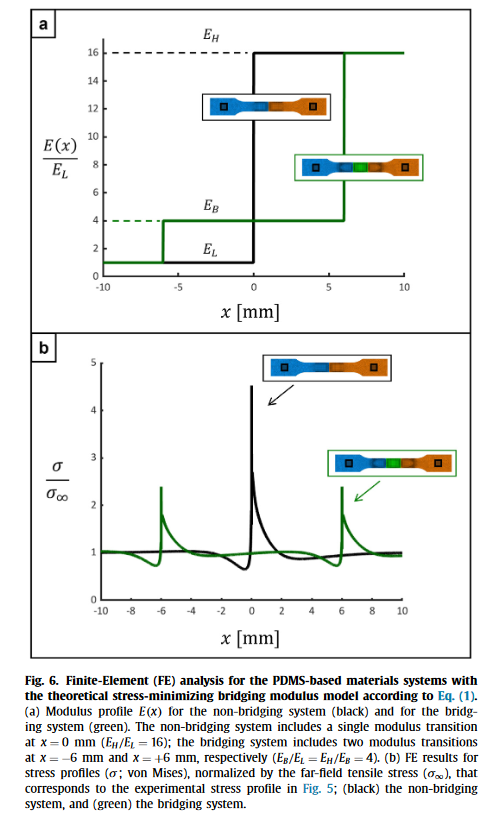 a
E_H
16
14
12
10
8
6
4
2
0
E(x)
E_L
E_B
E_L
-10
-5
0
5
10
x [mm]
b
5
4
3
2
1
0
σ
σ∞
-10
-8
-6
-4
-2
0
2
4
6
8
10
x [mm]
Fig. 6. Finite-Element (FE) analysis for the PDMS-based materials systems with
the theoretical stress-minimizing bridging modulus model according to Eq. (1).
(a) Modulus profile E(x) for the non-bridging system (black) and for the bridg-
ing system (green). The non-bridging system includes a single modulus transition
at x = 0 mm (E_H/E_L = 16); the bridging system includes two modulus transitions
at x = −6 mm and x = +6 mm, respectively (E_B/E_L = E_H/E_B = 4). (b) FE results for
stress profiles (σ; von Mises), normalized by the far-field tensile stress (σ∞), that
corresponds to the experimental stress profile in Fig. 5; (black) the non-bridging
system, and (green) the bridging system.